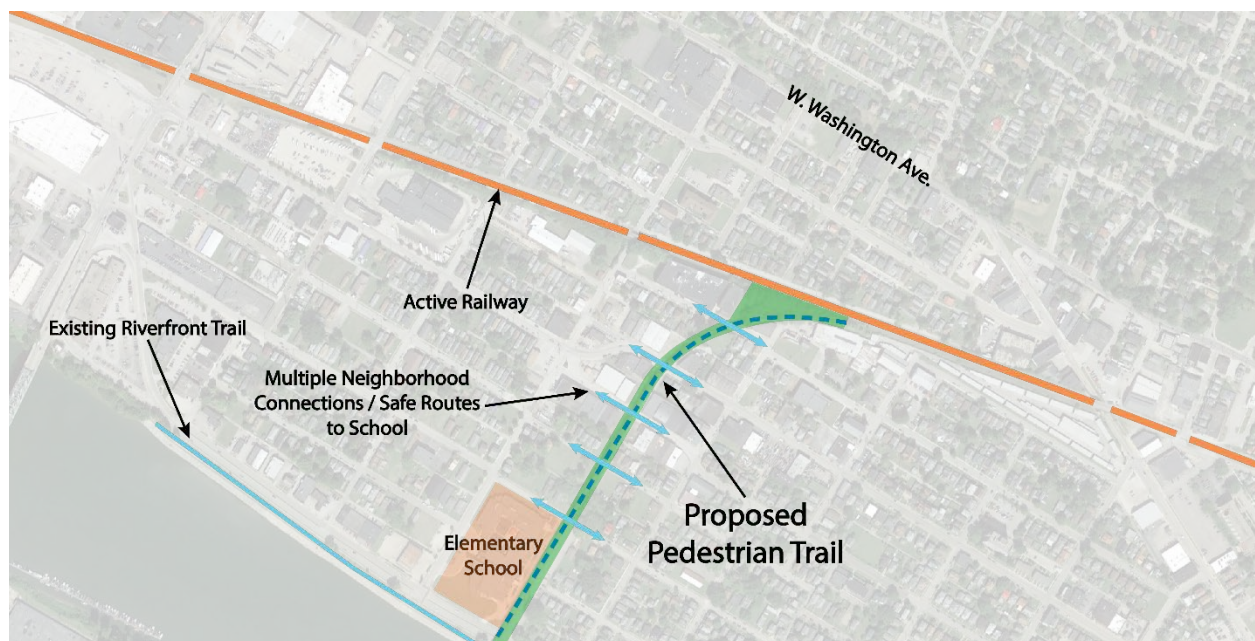 W. Washington Ave.
Active Railway
Existing Riverfront Trail
Multiple Neighborhood
Connections / Safe Routes
to School
Proposed
Pedestrian Trail
Elementary
School